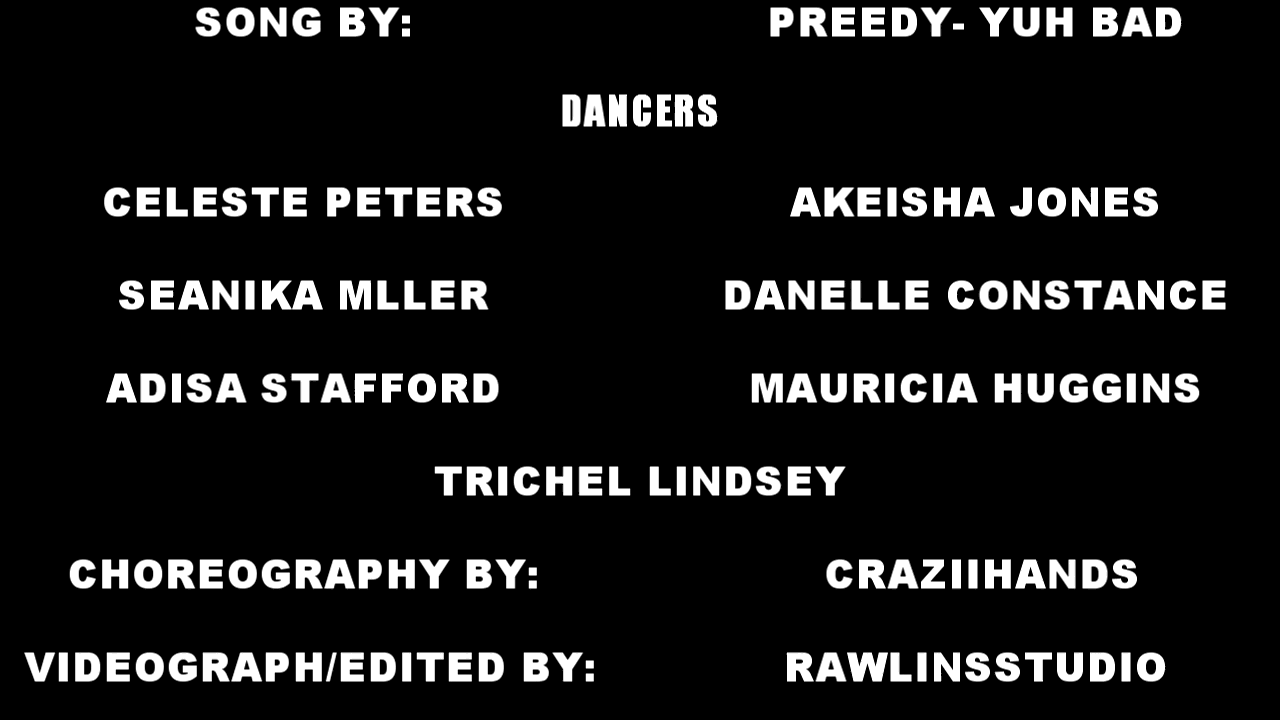 SONG BY: PREEDY- YUH BAD
DANCERS
CELESTE PETERS AKEISHA JONES
SEANIKA MLLER DANELLE CONSTANCE
ADISA STAFFORD MAURICIA HUGGINS
TRICHEL LINDSEY
CHOREOGRAPHY BY: CRAZIIHANDS
VIDEOGRAPH/EDITED BY: RAWLINSSTUDIO